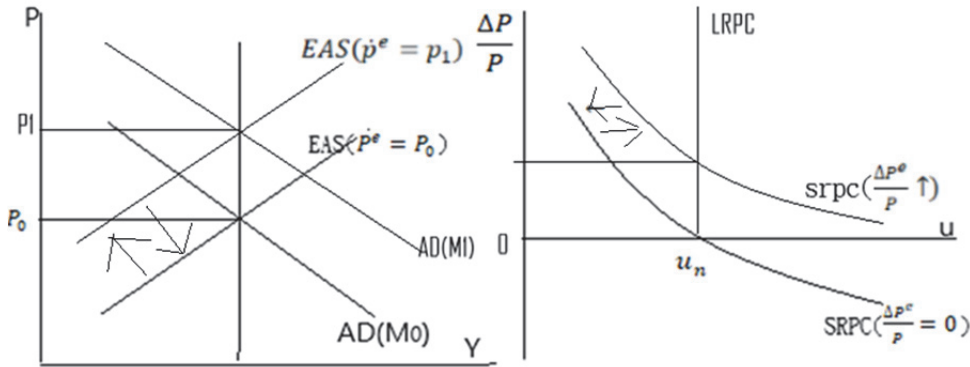 P
EAS(ṗᵉ = p₁)
P1
EAS(Ṗᵉ = P₀)
P₀
AD(M1)
AD(M0)
Y
ΔP/P
LRPC
srpc(ΔPᵉ/P ↑)
0
u
uₙ
SRPC(ΔPᵉ/P = 0)